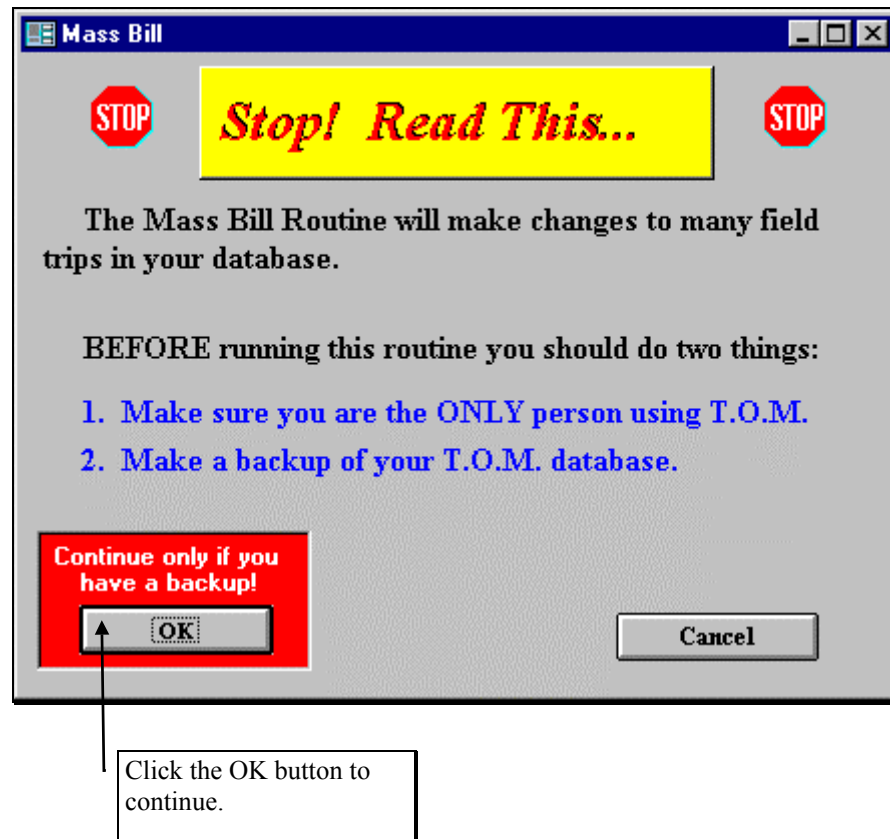 Mass Bill
STOP
Stop! Read This...
STOP
The Mass Bill Routine will make changes to many field
trips in your database.
BEFORE running this routine you should do two things:
1. Make sure you are the ONLY person using T.O.M.
2. Make a backup of your T.O.M. database.
Continue only if you
have a backup!
OK
Cancel
Click the OK button to
continue.